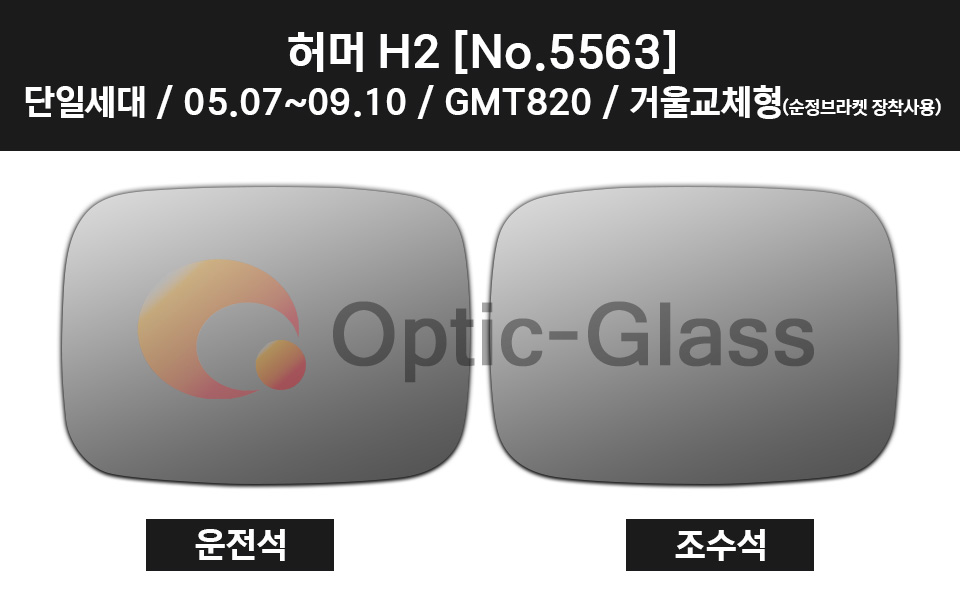 허머 H2 [No.5563]
단일세대 / 05.07~09.10 / GMT820 / 거울교체형(순정브라켓 장착사용)
Optic-Glass
운전석
조수석